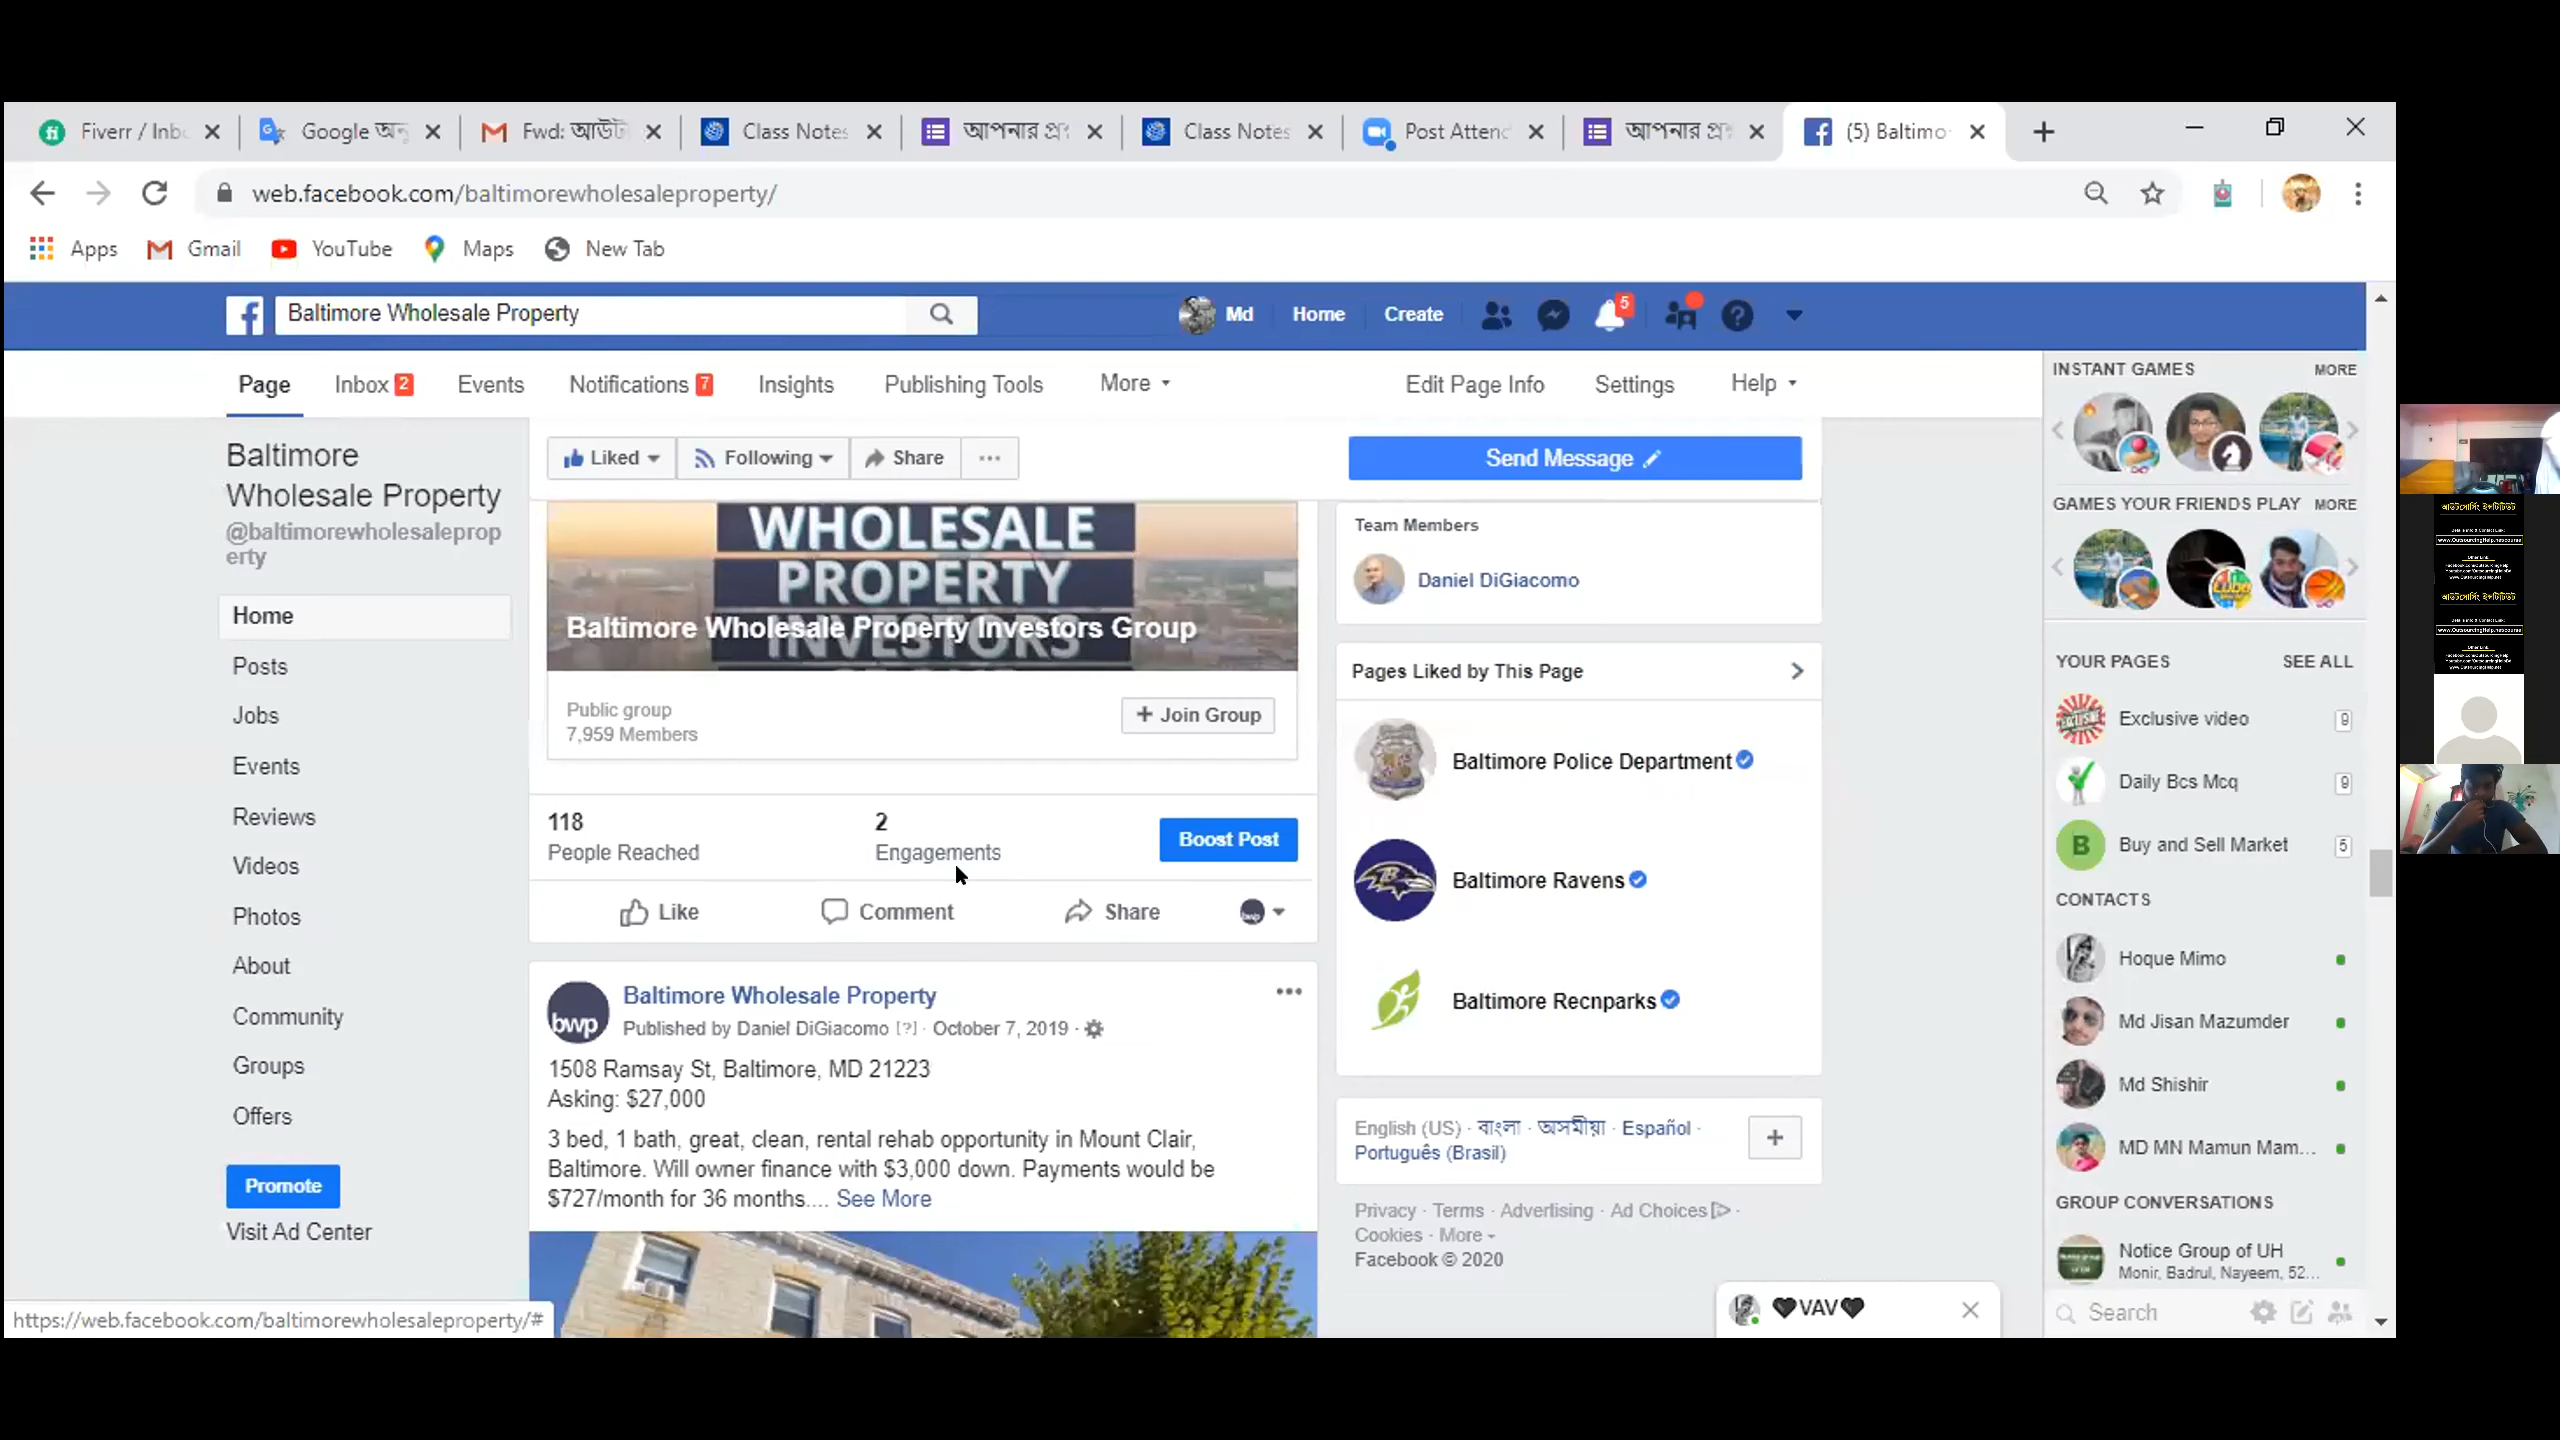 Fiverr / Inb
Google অনু
Fwd: আউট
Class Notes
আপনার প্র
Class Notes
Post Attend
আপনার প্র
(5) Baltimo
web.facebook.com/baltimorewholesaleproperty/
Apps
Gmail
YouTube
Maps
New Tab
Baltimore Wholesale Property
Md
Home
Create
5
Page
Inbox 2
Events
Notifications 7
Insights
Publishing Tools
More
Edit Page Info
Settings
Help
Baltimore
Wholesale Property
@baltimorewholesaleprop
erty
Home
Posts
Jobs
Events
Reviews
Videos
Photos
About
Community
Groups
Offers
Promote
Visit Ad Center
Liked
Following
Share
Send Message
WHOLESALE
PROPERTY
INVESTORS
Baltimore Wholesale Property Investors Group
Public group
7,959 Members
+ Join Group
118
People Reached
2
Engagements
Boost Post
Like
Comment
Share
bwp
Baltimore Wholesale Property
Published by Daniel DiGiacomo [?] · October 7, 2019 ·
1508 Ramsay St, Baltimore, MD 21223
Asking: $27,000
3 bed, 1 bath, great, clean, rental rehab opportunity in Mount Clair,
Baltimore. Will owner finance with $3,000 down. Payments would be
$727/month for 36 months.... See More
Team Members
Daniel DiGiacomo
Pages Liked by This Page
Baltimore Police Department
Baltimore Ravens
Baltimore Recnparks
English (US) · বাংলা · অসমীয়া · Español ·
Português (Brasil)
Privacy · Terms · Advertising · Ad Choices ·
Cookies · More
Facebook © 2020
INSTANT GAMES
MORE
GAMES YOUR FRIENDS PLAY
MORE
YOUR PAGES
SEE ALL
Exclusive video 9
Daily Bcs Mcq 9
B Buy and Sell Market 5
CONTACTS
Hoque Mimo
Md Jisan Mazumder
Md Shishir
MD MN Mamun Mam...
GROUP CONVERSATIONS
Notice Group of UH
Monir, Badrul, Nayeem, 52...
Search
🖤VAV🖤
https://web.facebook.com/baltimorewholesaleproperty/#